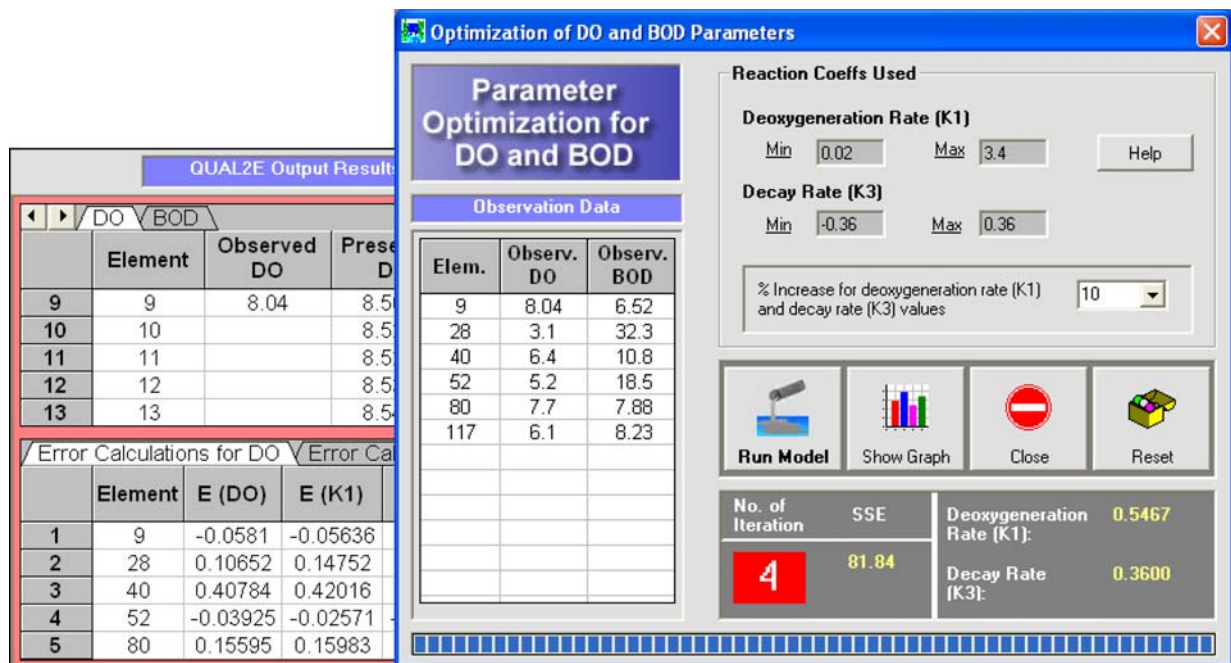 Optimization of DO and BOD Parameters
Parameter
Optimization for
DO and BOD
Observation Data
Elem. Observ. DO Observ. BOD
9 8.04 6.52
28 3.1 32.3
40 6.4 10.8
52 5.2 18.5
80 7.7 7.88
117 6.1 8.23
Reaction Coeffs Used
Deoxygeneration Rate (K1)
Min 0.02 Max 3.4
Help
Decay Rate (K3)
Min -0.36 Max 0.36
% Increase for deoxygeneration rate (K1)
and decay rate (K3) values
10
Run Model Show Graph Close Reset
No. of Iteration SSE
4 81.84
Deoxygeneration Rate (K1): 0.5467
Decay Rate (K3): 0.3600
QUAL2E Output Results
DO BOD
Element Observed DO
9 9 8.04
10 10
11 11
12 12
13 13
Error Calculations for DO Error
Element E (DO) E (K1)
1 9 -0.0581 -0.05636
2 28 0.10652 0.14752
3 40 0.40784 0.42016
4 52 -0.03925 -0.02571
5 80 0.15595 0.15983